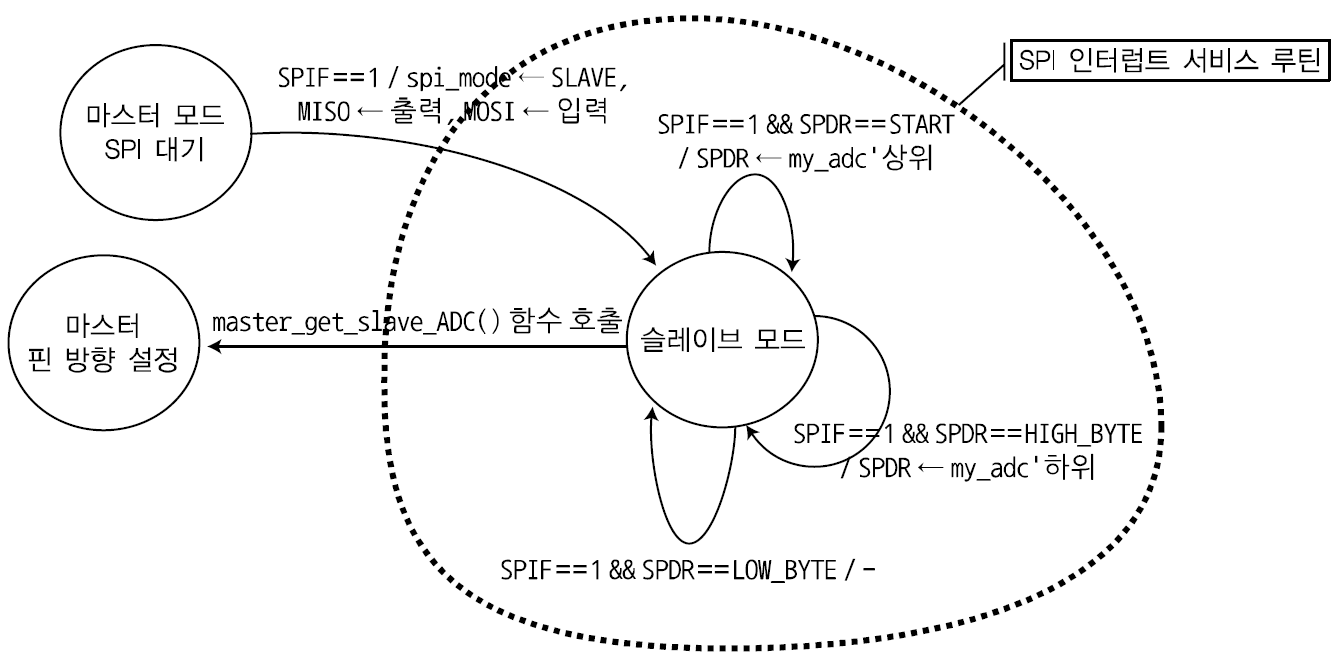 SPI 인터럽트 서비스 루틴
SPIF==1 / spi_mode ← SLAVE,
MISO ← 출력, MOSI ← 입력
마스터 모드
SPI 대기
SPIF==1 && SPDR==START
/ SPDR ← my_adc'상위
master_get_slave_ADC() 함수 호출
마스터
핀 방향 설정
슬레이브 모드
SPIF==1 && SPDR==HIGH_BYTE
/ SPDR ← my_adc'하위
SPIF==1 && SPDR==LOW_BYTE / -